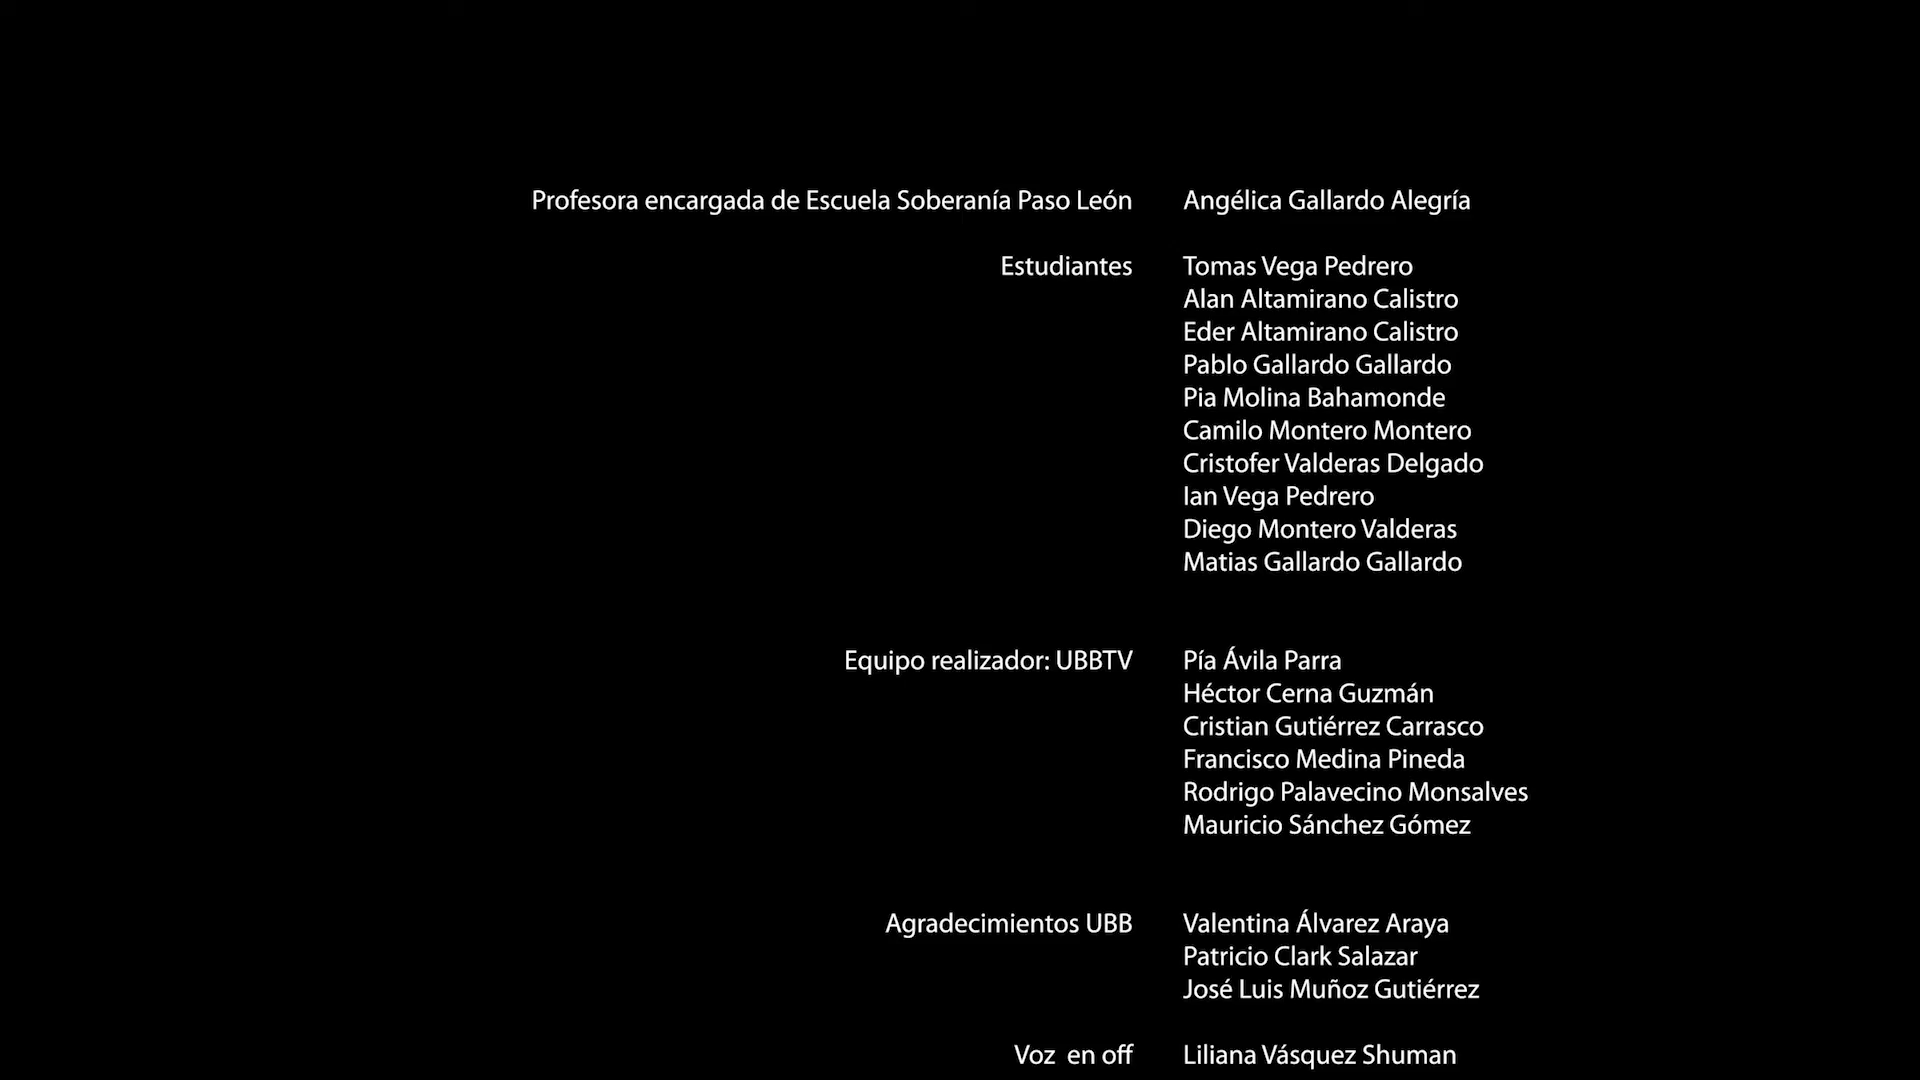 Profesora encargada de Escuela Soberanía Paso León Angélica Gallardo Alegría
Estudiantes Tomas Vega Pedrero
Alan Altamirano Calistro
Eder Altamirano Calistro
Pablo Gallardo Gallardo
Pia Molina Bahamonde
Camilo Montero Montero
Cristofer Valderas Delgado
Ian Vega Pedrero
Diego Montero Valderas
Matias Gallardo Gallardo
Equipo realizador: UBBTV Pía Ávila Parra
Héctor Cerna Guzmán
Cristian Gutiérrez Carrasco
Francisco Medina Pineda
Rodrigo Palavecino Monsalves
Mauricio Sánchez Gómez
Agradecimientos UBB Valentina Álvarez Araya
Patricio Clark Salazar
José Luis Muñoz Gutiérrez
Voz en off Liliana Vásquez Shuman